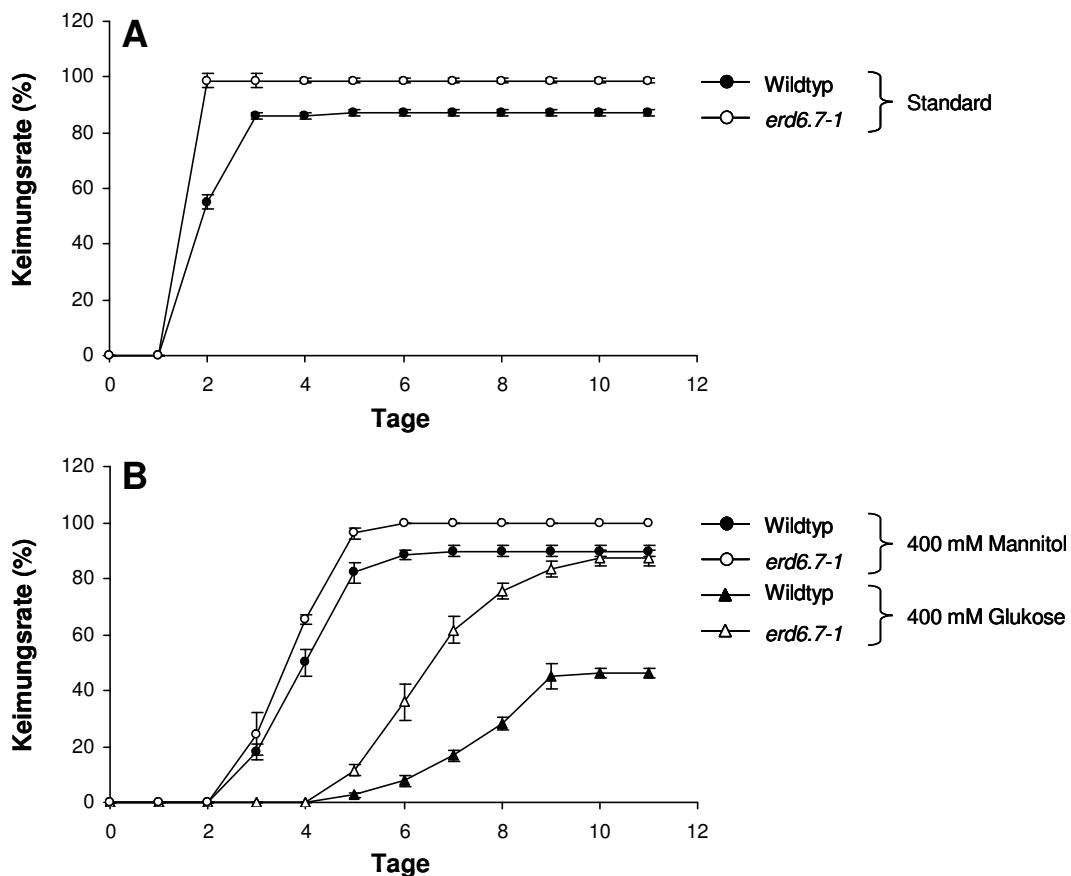 A
Keimungsrate (%)
120
100
80
60
40
20
0
0 2 4 6 8 10 12
Tage
Wildtyp
erd6.7-1
Standard
B
Keimungsrate (%)
120
100
80
60
40
20
0
0 2 4 6 8 10 12
Tage
Wildtyp
erd6.7-1
400 mM Mannitol
Wildtyp
erd6.7-1
400 mM Glukose